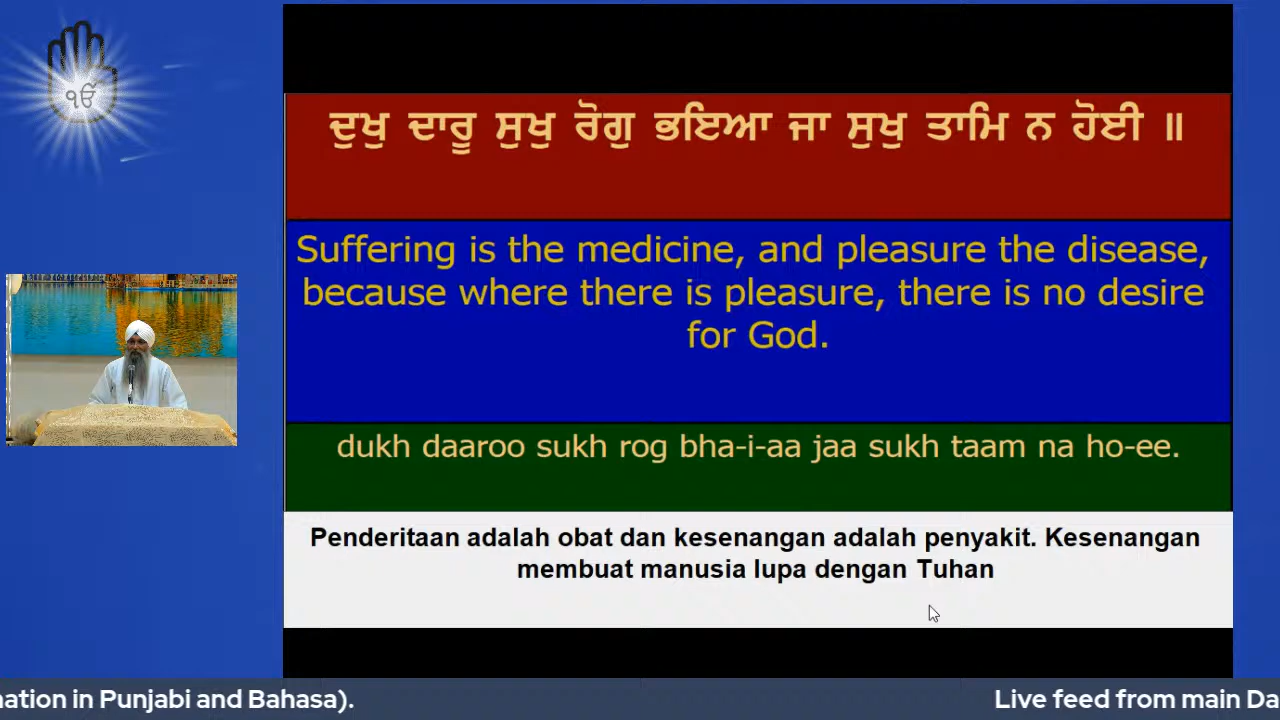 ੴ
ਦੁਖੁ ਦਾਰੂ ਸੁਖੁ ਰੋਗੁ ਭਇਆ ਜਾ ਸੁਖੁ ਤਾਮਿ ਨ ਹੋਈ ॥
Suffering is the medicine, and pleasure the disease,
because where there is pleasure, there is no desire
for God.
dukh daaroo sukh rog bha-i-aa jaa sukh taam na ho-ee.
Penderitaan adalah obat dan kesenangan adalah penyakit. Kesenangan
membuat manusia lupa dengan Tuhan
nation in Punjabi and Bahasa). Live feed from main Da